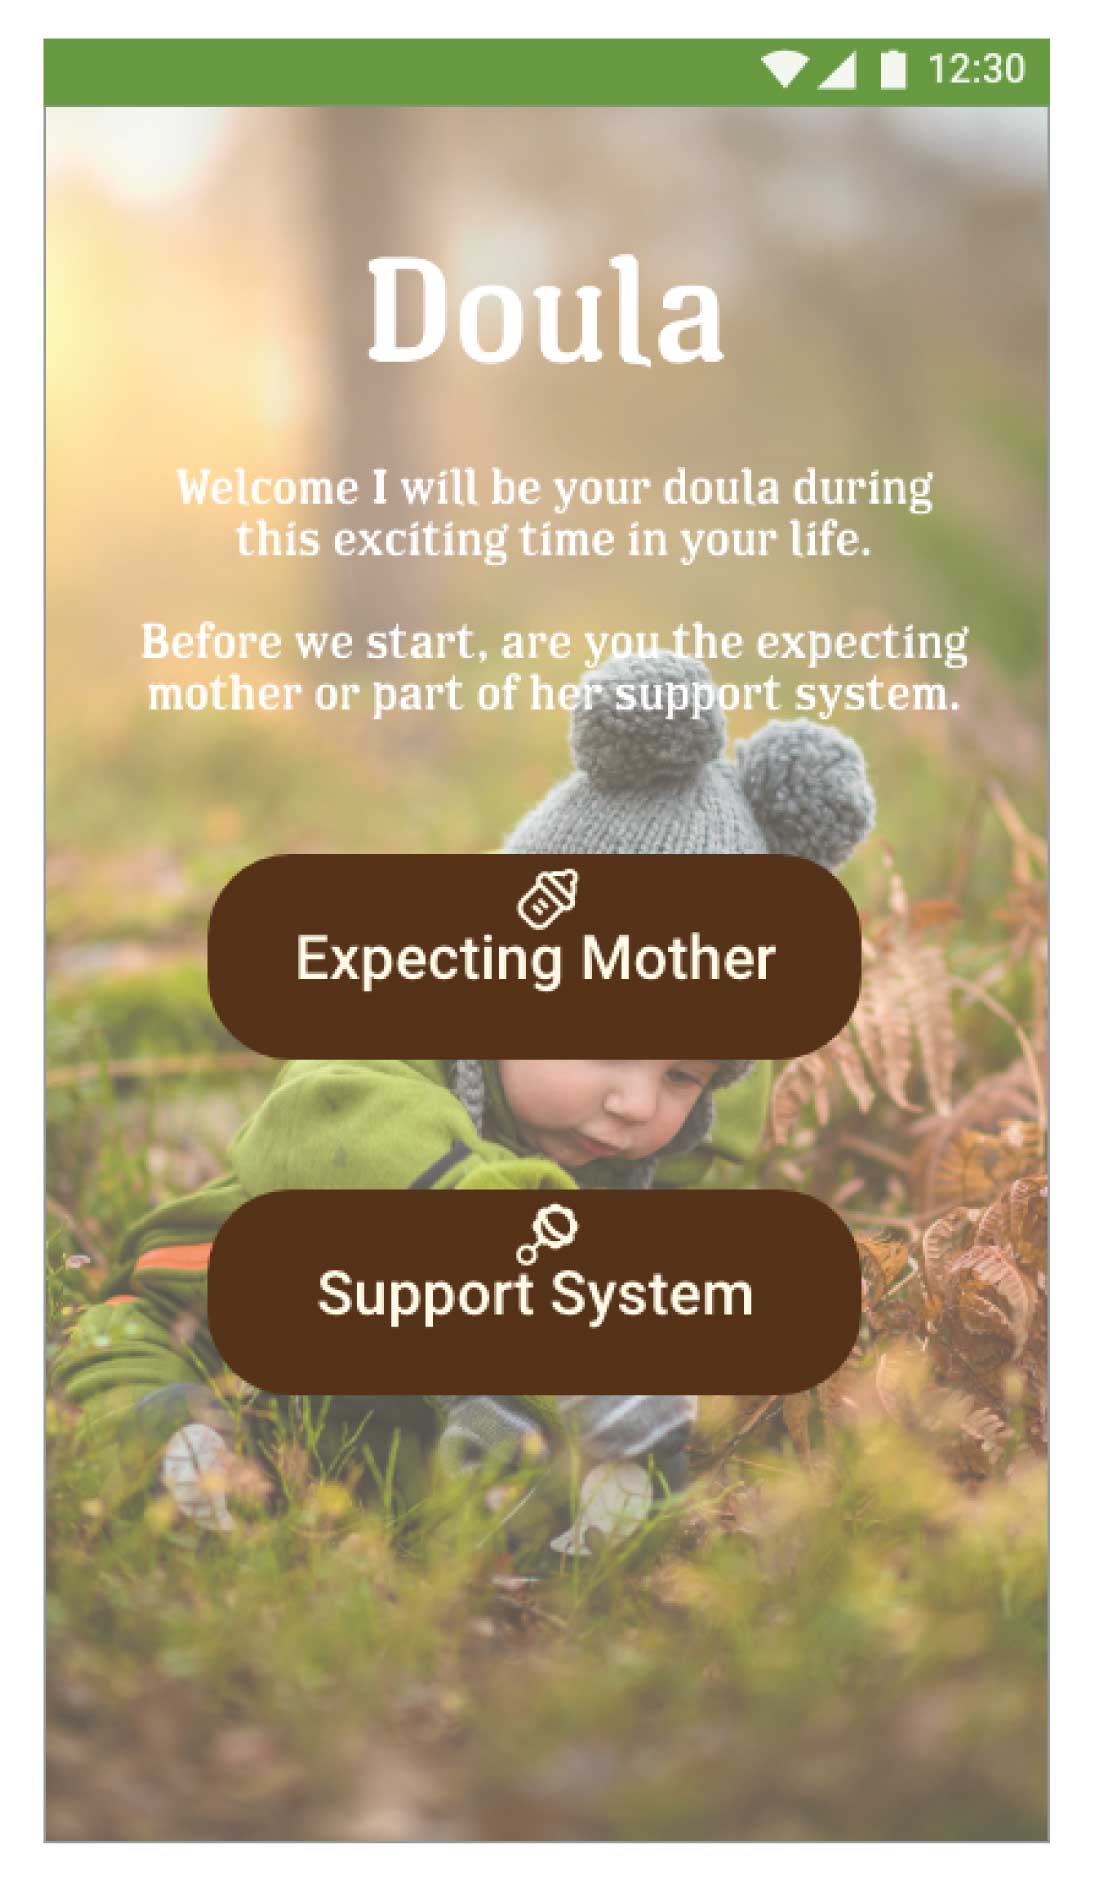 12:30
Doula
Welcome I will be your doula during
this exciting time in your life.
Before we start, are you the expecting
mother or part of her support system.
Expecting Mother
Support System